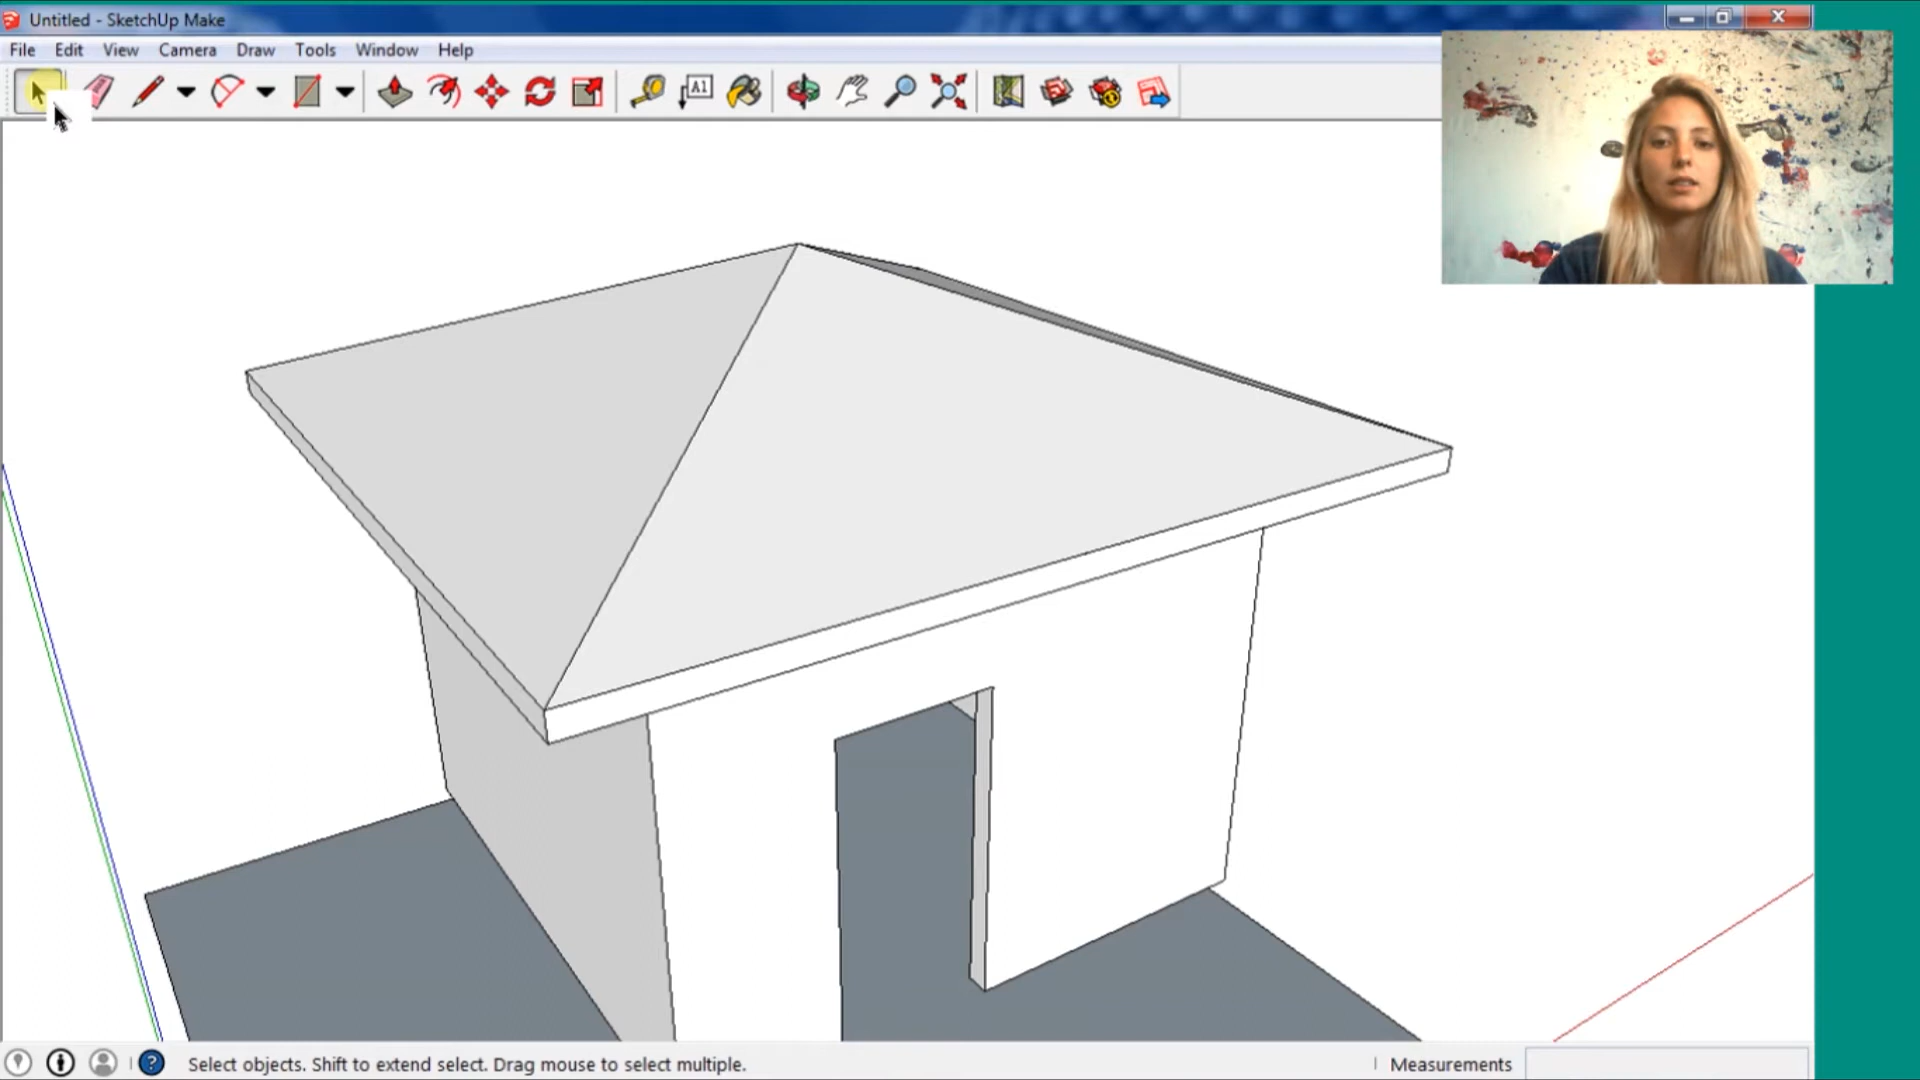 Untitled - SketchUp Make
File Edit View Camera Draw Tools Window Help
A1
Select objects. Shift to extend select. Drag mouse to select multiple.
Measurements